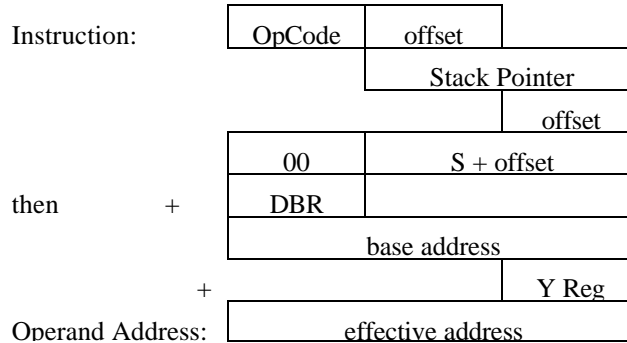 Instruction: OpCode offset
Stack Pointer
offset
00 S + offset
then + DBR
base address
+ Y Reg
Operand Address: effective address